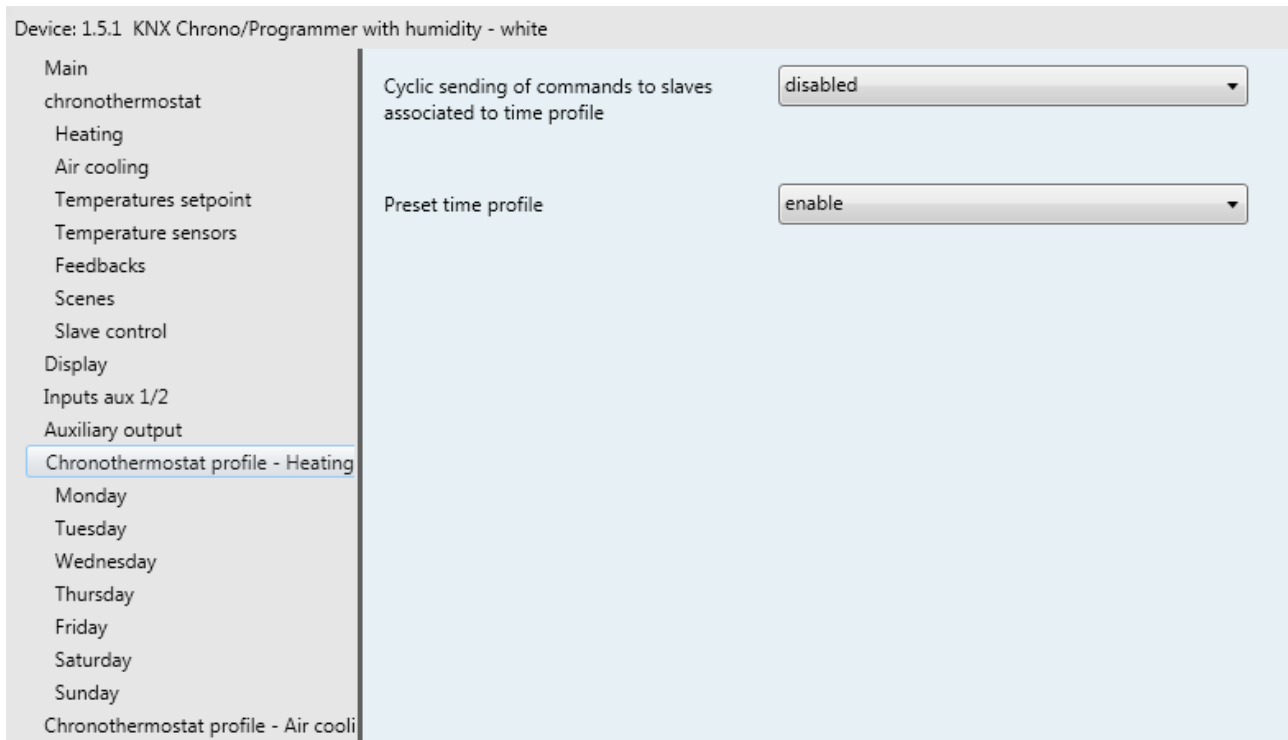 Device: 1.5.1 KNX Chrono/Programmer with humidity - white
Main
chronothermostat
Heating
Air cooling
Temperatures setpoint
Temperature sensors
Feedbacks
Scenes
Slave control
Display
Inputs aux 1/2
Auxiliary output
Chronothermostat profile - Heating
Monday
Tuesday
Wednesday
Thursday
Friday
Saturday
Sunday
Chronothermostat profile - Air cooli
Cyclic sending of commands to slaves
associated to time profile
disabled
Preset time profile
enable